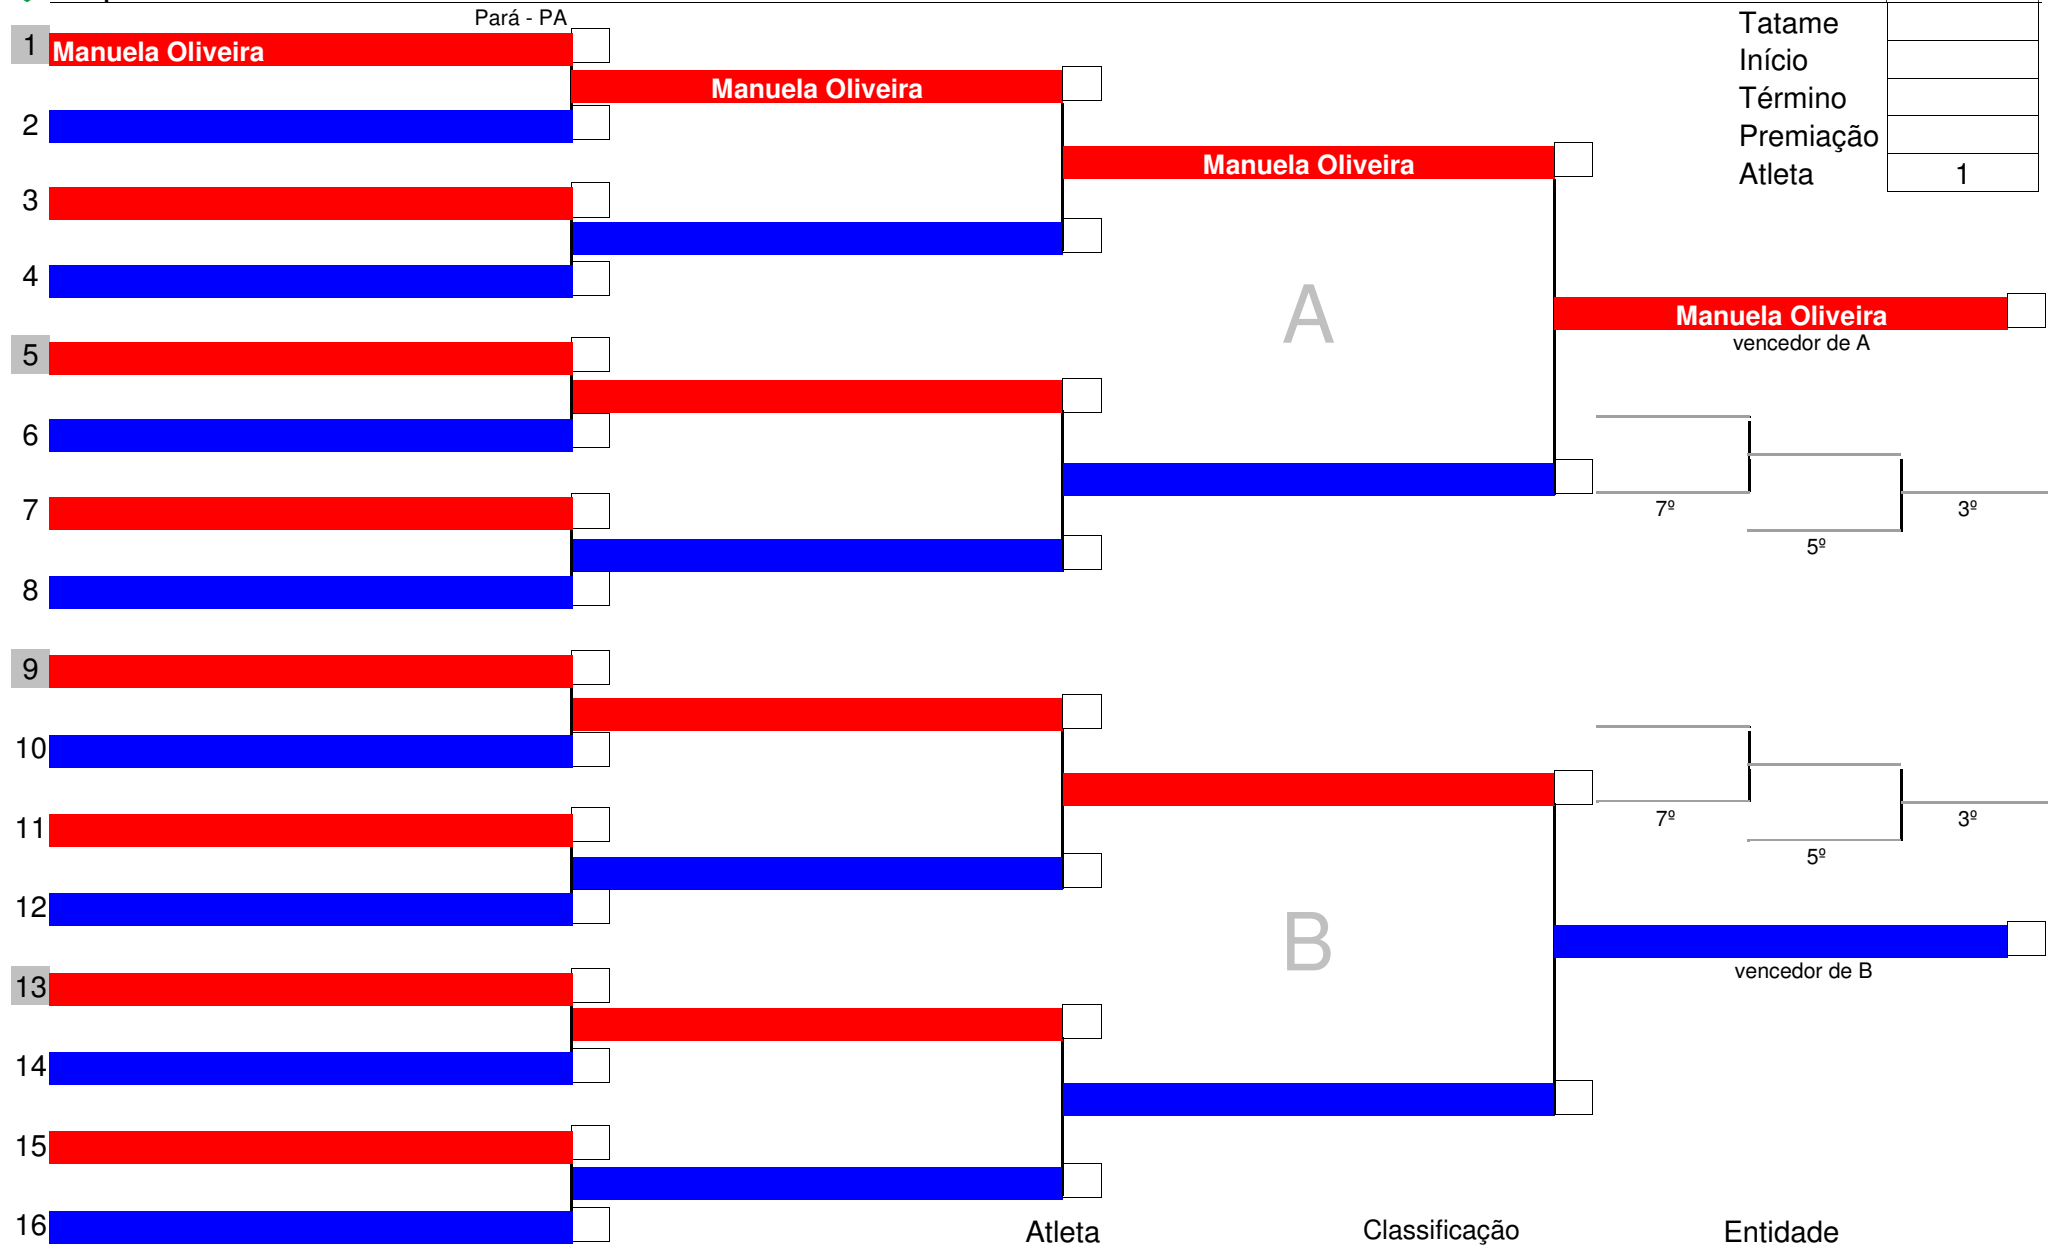 Pará - PA
Tatame
1 Manuela Oliveira
Início
Manuela Oliveira
Término
2
Premiação
Manuela Oliveira
Atleta 1
3
4
A
Manuela Oliveira
vencedor de A
5
6
7º 3º
7
5º
8
9
10
7º 3º
11
5º
12
B
vencedor de B
13
14
15
16
Atleta Classificação Entidade